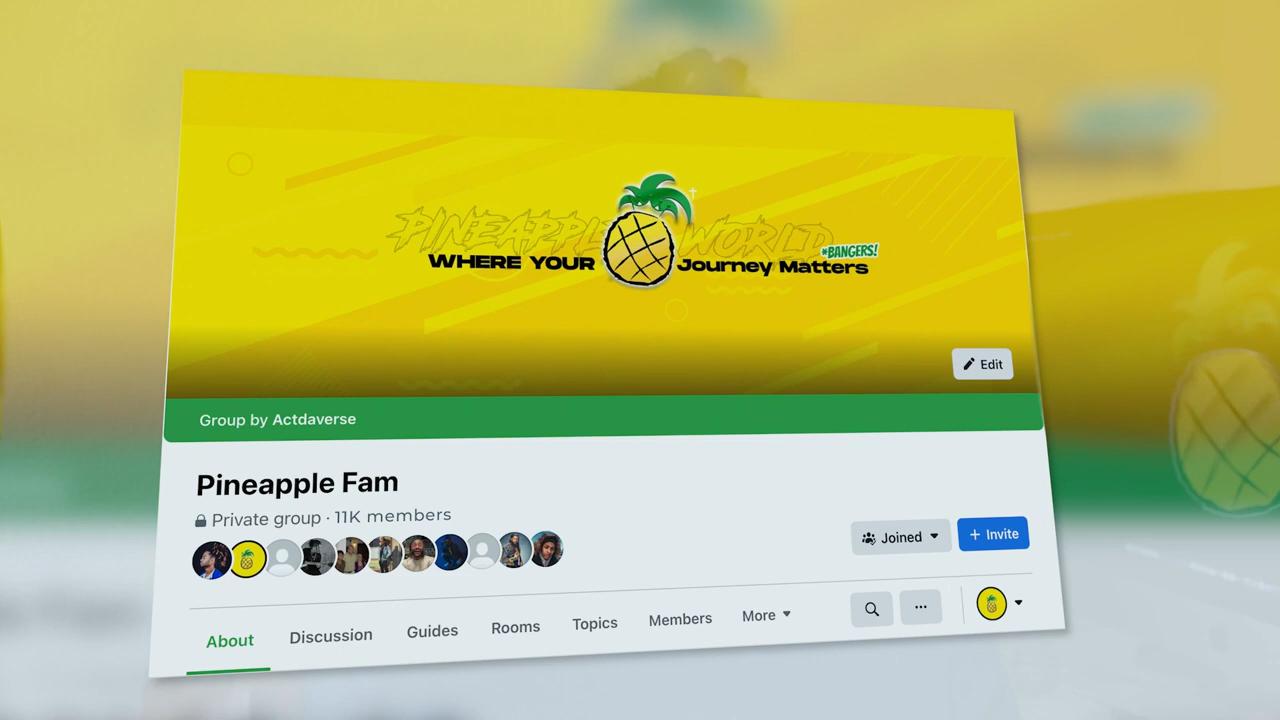 PINEAPPLE WORLD
*BANGERS!
WHERE YOUR Journey Matters
Edit
Group by Actdaverse
Pineapple Fam
Private group · 11K members
Joined
+ Invite
About
Discussion
Guides
Rooms
Topics
Members
More